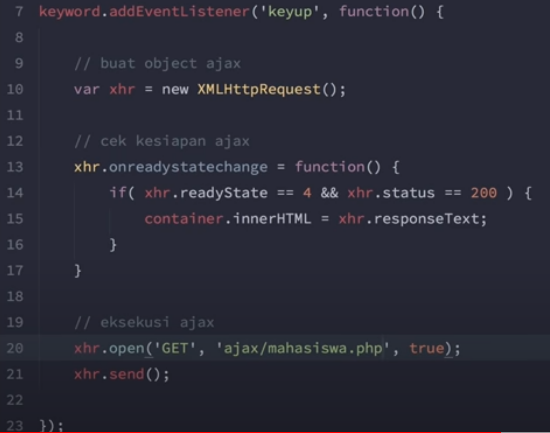 7 keyword.addEventListener('keyup', function() {
8
9 // buat object ajax
10 var xhr = new XMLHttpRequest();
11
12 // cek kesiapan ajax
13 xhr.onreadystatechange = function() {
14 if( xhr.readyState == 4 && xhr.status == 200 ) {
15 container.innerHTML = xhr.responseText;
16 }
17 }
18
19 // eksekusi ajax
20 xhr.open('GET', 'ajax/mahasiswa.php', true);
21 xhr.send();
22
23 });